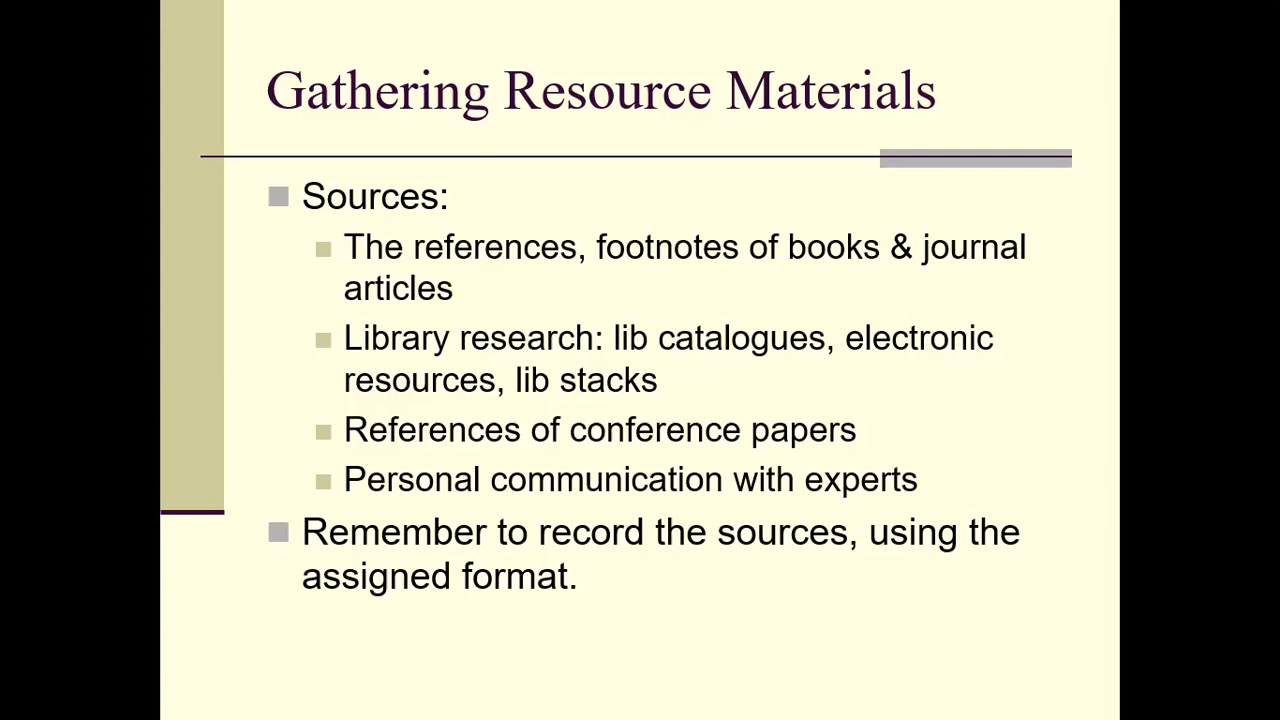 Gathering Resource Materials
Sources:
The references, footnotes of books & journal
articles
Library research: lib catalogues, electronic
resources, lib stacks
References of conference papers
Personal communication with experts
Remember to record the sources, using the
assigned format.